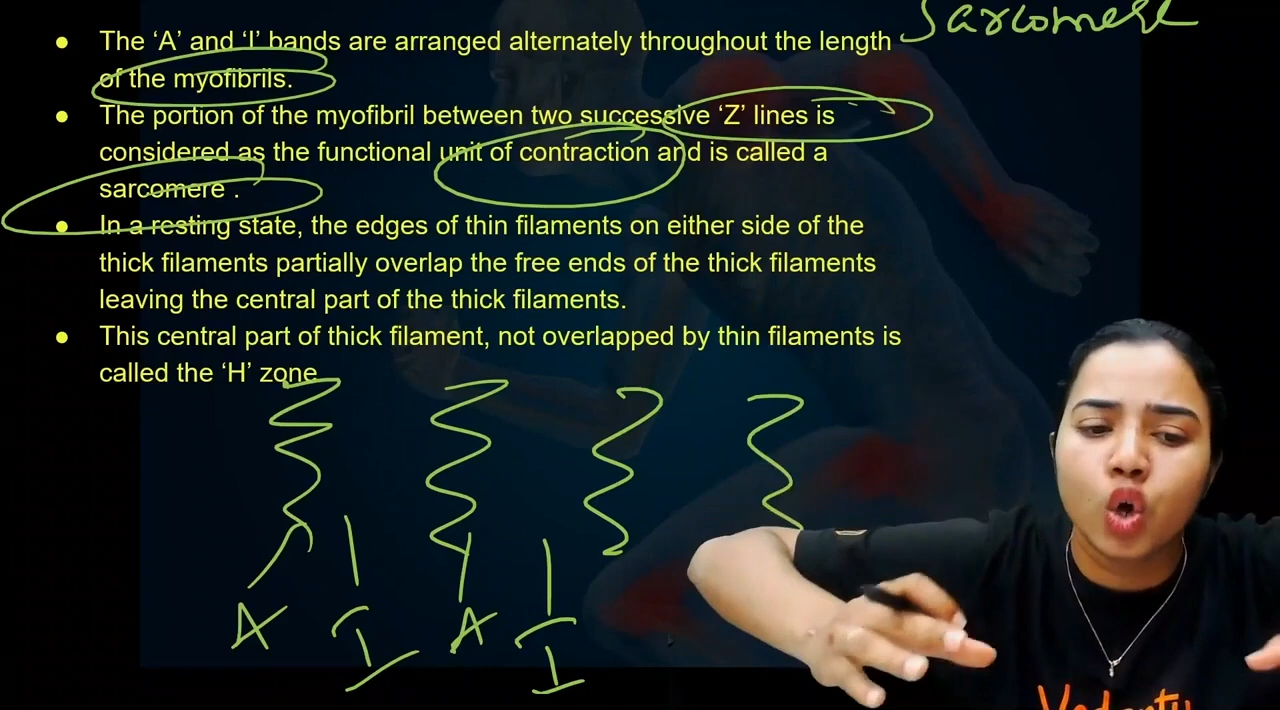 Sarcomere
● The ‘A’ and ‘I’ bands are arranged alternately throughout the length
of the myofibrils.
● The portion of the myofibril between two successive ‘Z’ lines is
considered as the functional unit of contraction and is called a
sarcomere .
● In a resting state, the edges of thin filaments on either side of the
thick filaments partially overlap the free ends of the thick filaments
leaving the central part of the thick filaments.
● This central part of thick filament, not overlapped by thin filaments is
called the ‘H’ zone
A I A I